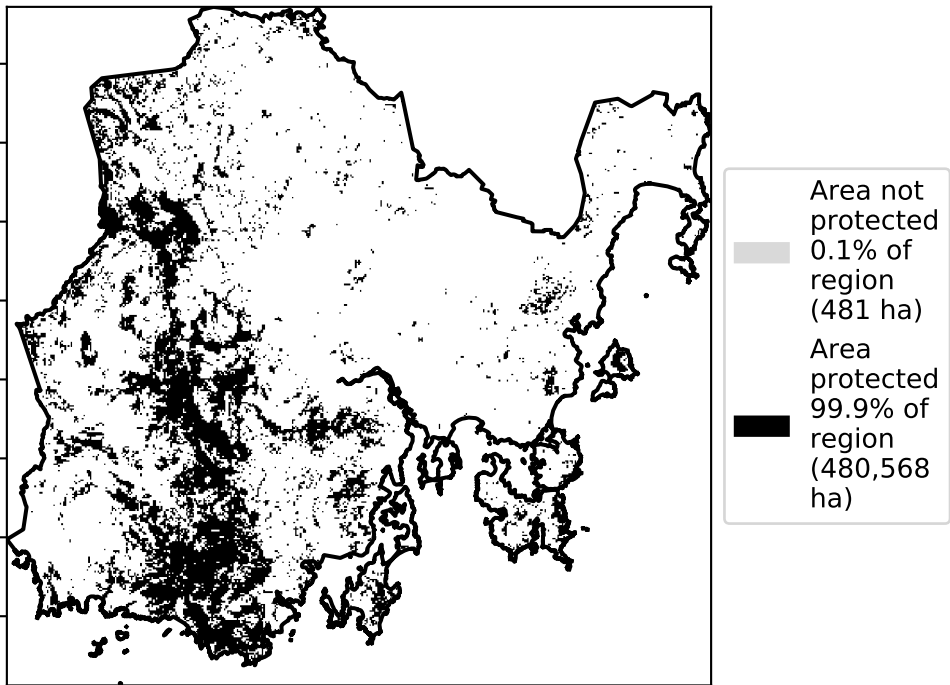 Area not
protected
0.1% of
region
(481 ha)
Area
protected
99.9% of
region
(480,568
ha)